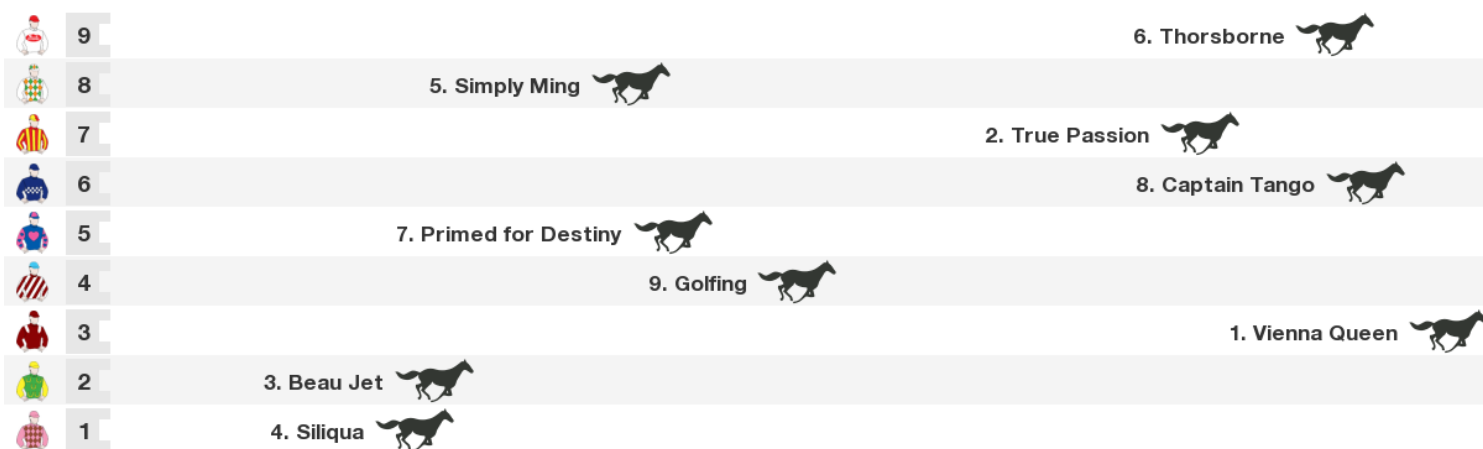 9 6. Thorsborne
8 5. Simply Ming
7 2. True Passion
6 8. Captain Tango
5 7. Primed for Destiny
4 9. Golfing
3 1. Vienna Queen
2 3. Beau Jet
1 4. Siliqua